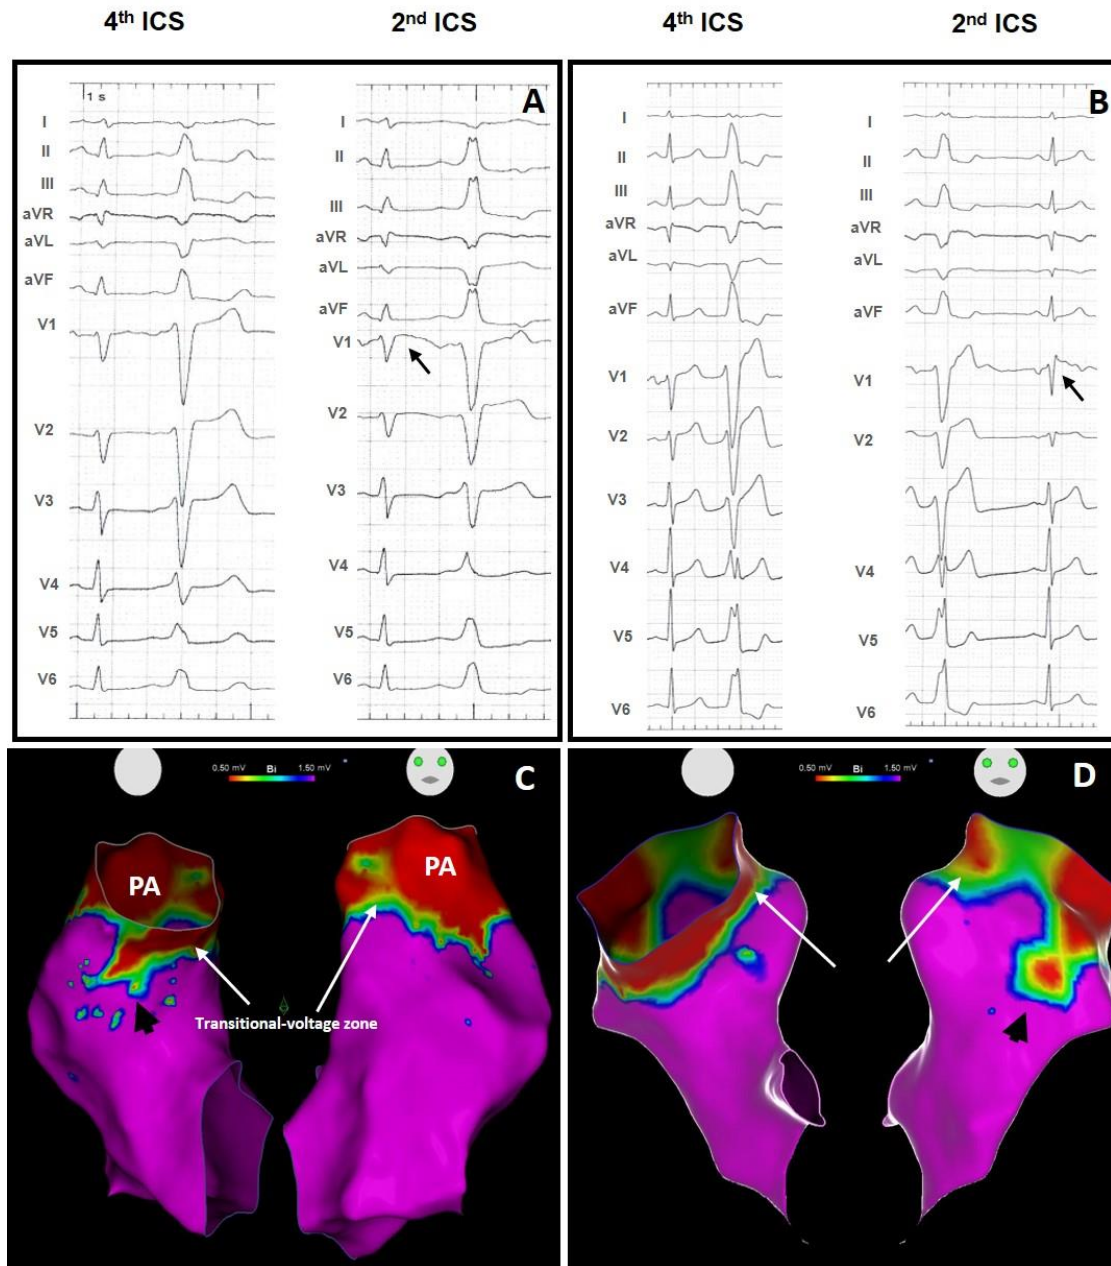 4th ICS
2nd ICS
4th ICS
2nd ICS
A
1 s
I
II
III
aVR
aVL
aVF
V1
V2
V3
V4
V5
V6
I
II
III
aVR
aVL
aVF
V1
V2
V3
V4
V5
V6
B
I
II
III
aVR
aVL
aVF
V1
V2
V3
V4
V5
V6
I
II
III
aVR
aVL
aVF
V1
V2
V4
V5
V6
C
0.50 mV Bi 1.50 mV
PA
PA
Transitional-voltage zone
D
0.50 mV Bi 1.50 mV